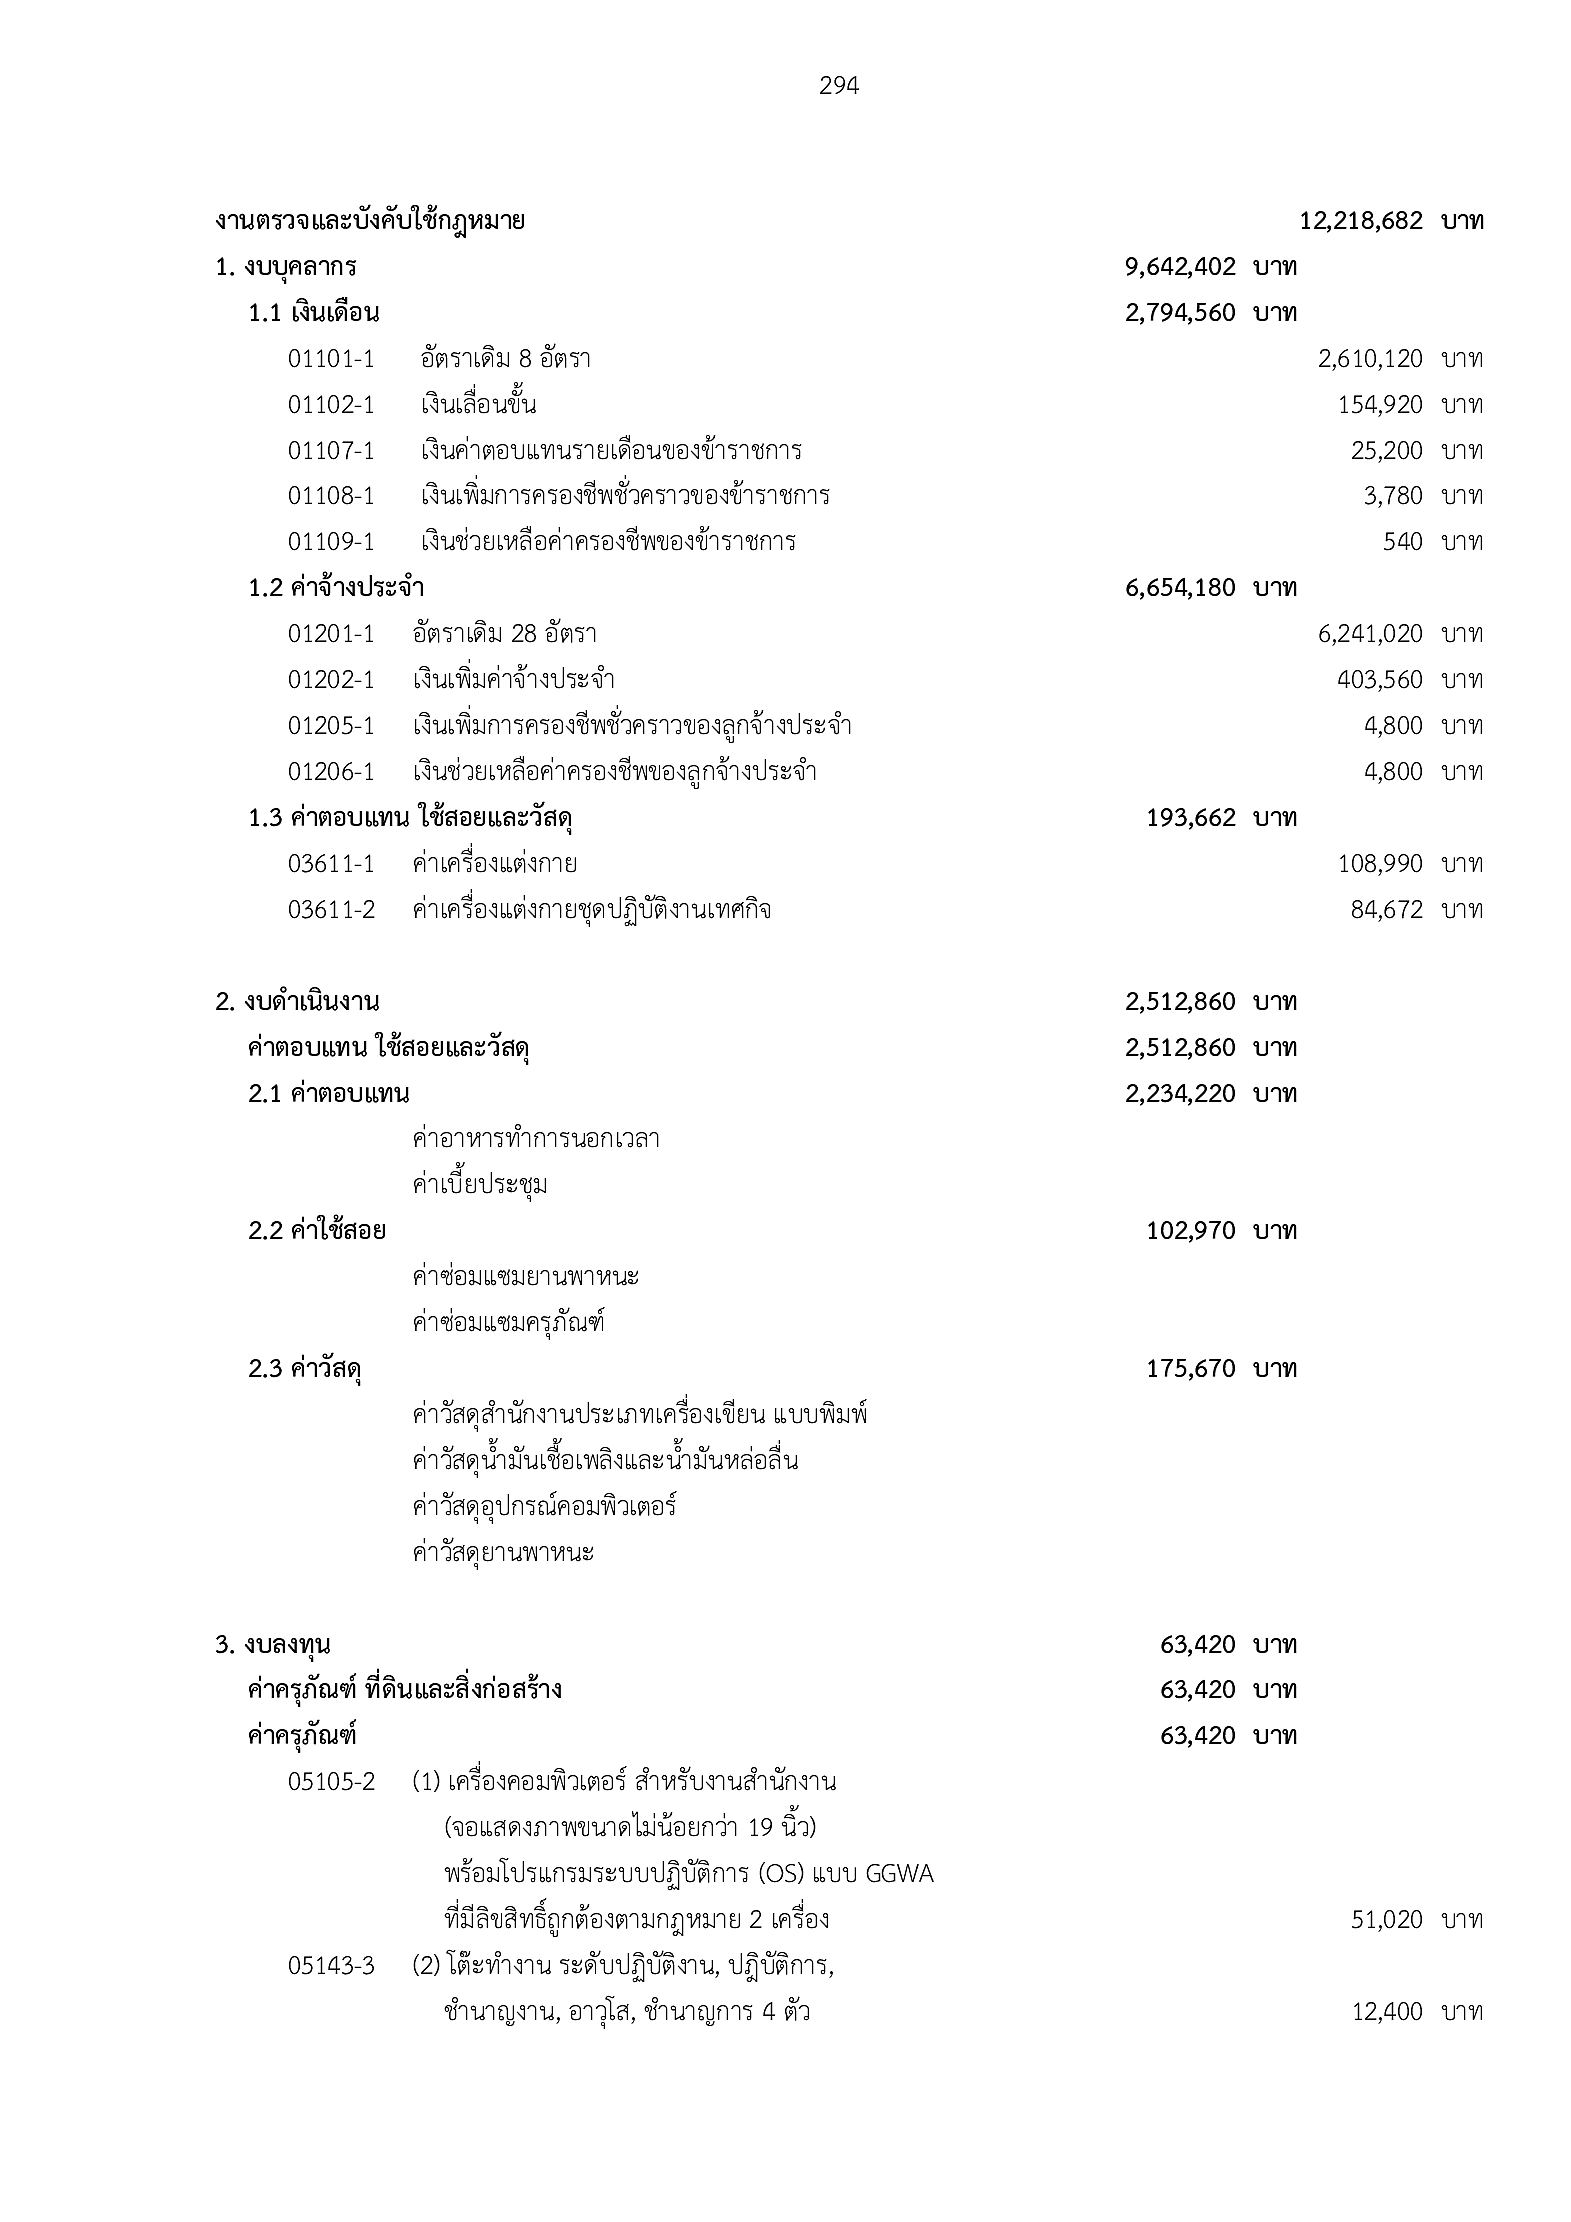 294
งานตรวจและบังคับใช้กฎหมาย 12,218,682 บาท
1. งบบุคลากร 9,642,402 บาท
1.1 เงินเดือน 2,794,560 บาท
01101-1 อัตราเดิม 8 อัตรา 2,610,120 บาท
01102-1 เงินเลื่อนขั้น 154,920 บาท
01107-1 เงินค่าตอบแทนรายเดือนของข้าราชการ 25,200 บาท
01108-1 เงินเพิ่มการครองชีพชั่วคราวของข้าราชการ 3,780 บาท
01109-1 เงินช่วยเหลือค่าครองชีพของข้าราชการ 540 บาท
1.2 ค่าจ้างประจำ 6,654,180 บาท
01201-1 อัตราเดิม 28 อัตรา 6,241,020 บาท
01202-1 เงินเพิ่มค่าจ้างประจำ 403,560 บาท
01205-1 เงินเพิ่มการครองชีพชั่วคราวของลูกจ้างประจำ 4,800 บาท
01206-1 เงินช่วยเหลือค่าครองชีพของลูกจ้างประจำ 4,800 บาท
1.3 ค่าตอบแทน ใช้สอยและวัสดุ 193,662 บาท
03611-1 ค่าเครื่องแต่งกาย 108,990 บาท
03611-2 ค่าเครื่องแต่งกายชุดปฏิบัติงานเทศกิจ 84,672 บาท
2. งบดำเนินงาน 2,512,860 บาท
ค่าตอบแทน ใช้สอยและวัสดุ 2,512,860 บาท
2.1 ค่าตอบแทน 2,234,220 บาท
ค่าอาหารทำการนอกเวลา
ค่าเบี้ยประชุม
2.2 ค่าใช้สอย 102,970 บาท
ค่าซ่อมแซมยานพาหนะ
ค่าซ่อมแซมครุภัณฑ์
2.3 ค่าวัสดุ 175,670 บาท
ค่าวัสดุสำนักงานประเภทเครื่องเขียน แบบพิมพ์
ค่าวัสดุน้ำมันเชื้อเพลิงและน้ำมันหล่อลื่น
ค่าวัสดุอุปกรณ์คอมพิวเตอร์
ค่าวัสดุยานพาหนะ
3. งบลงทุน 63,420 บาท
ค่าครุภัณฑ์ ที่ดินและสิ่งก่อสร้าง 63,420 บาท
ค่าครุภัณฑ์ 63,420 บาท
05105-2 (1) เครื่องคอมพิวเตอร์ สำหรับงานสำนักงาน
(จอแสดงภาพขนาดไม่น้อยกว่า 19 นิ้ว)
พร้อมโปรแกรมระบบปฏิบัติการ (OS) แบบ GGWA
ที่มีลิขสิทธิ์ถูกต้องตามกฎหมาย 2 เครื่อง 51,020 บาท
05143-3 (2) โต๊ะทำงาน ระดับปฏิบัติงาน, ปฎิบัติการ,
ชำนาญงาน, อาวุโส, ชำนาญการ 4 ตัว 12,400 บาท